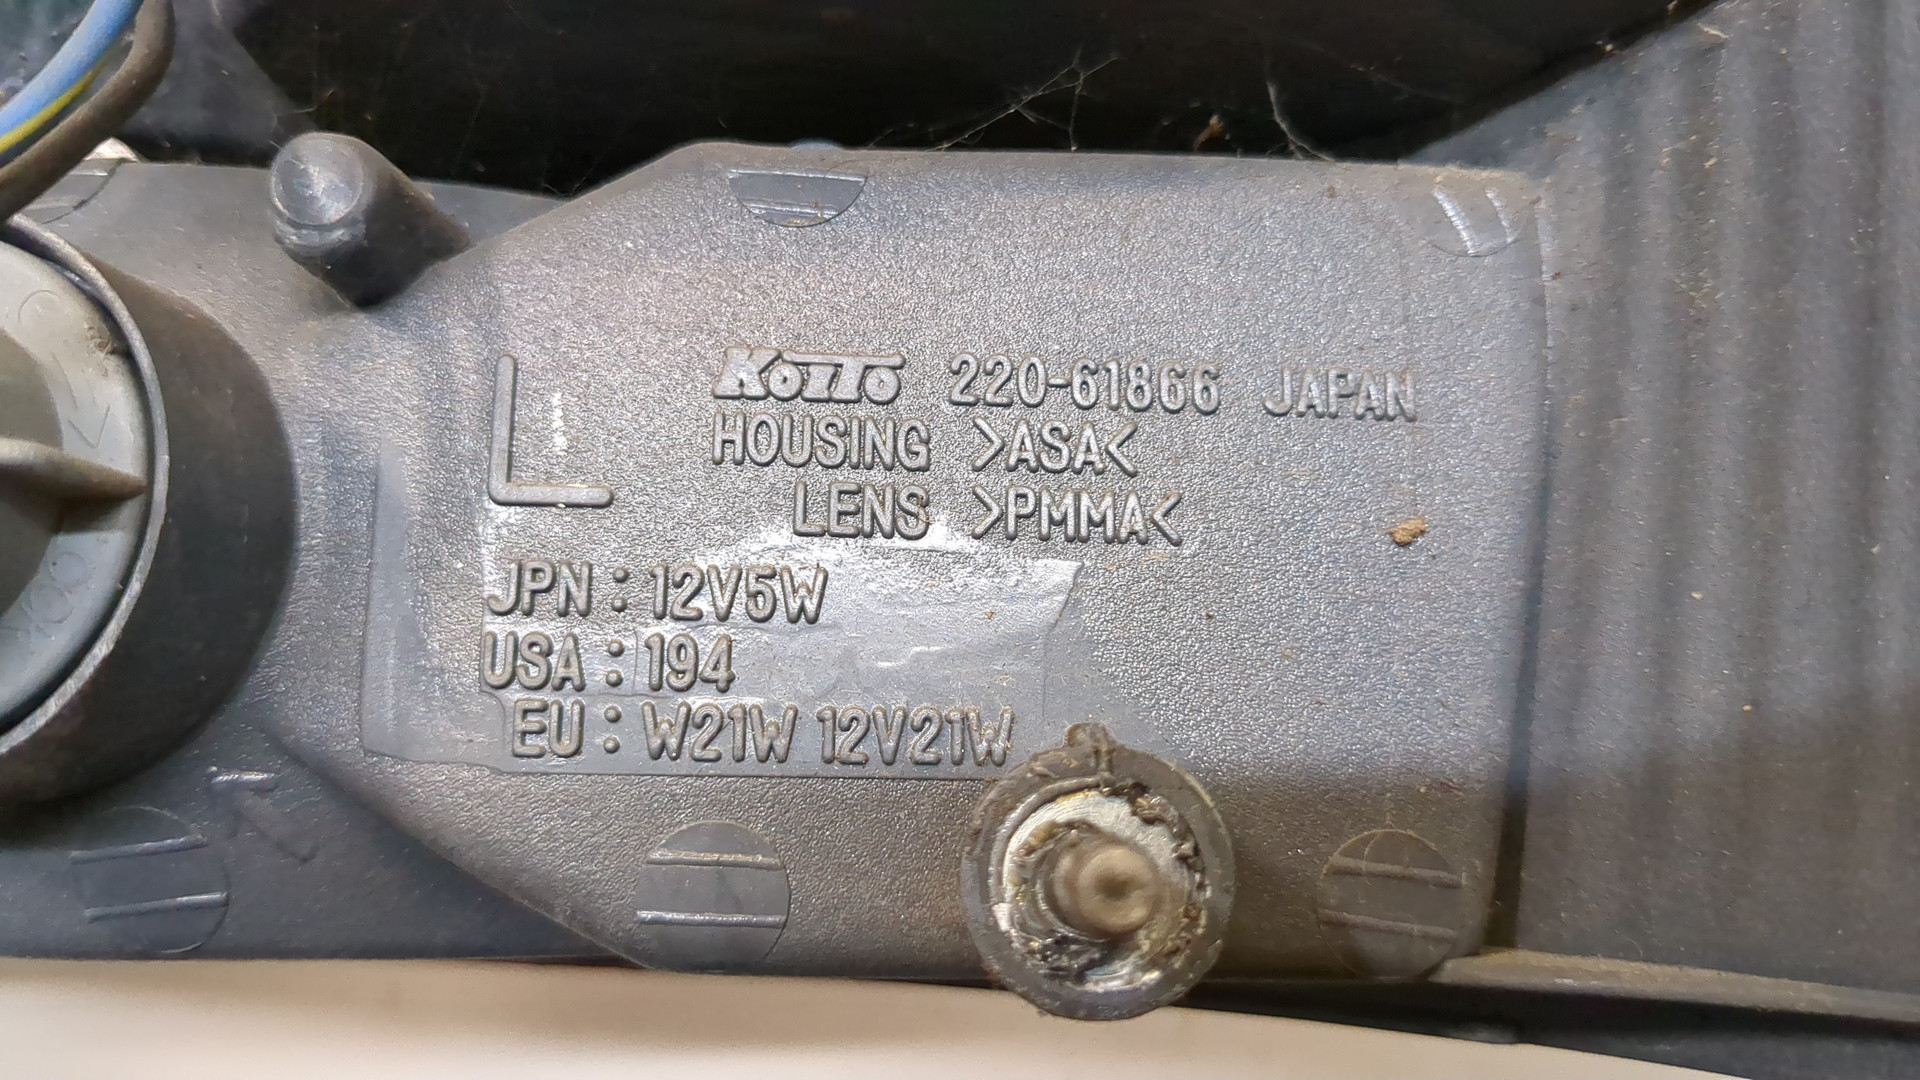 KOITO 220-61866 JAPAN
L
HOUSING >ASA<
LENS >PMMA<
JPN : 12V5W
USA : 194
EU : W21W 12V21W